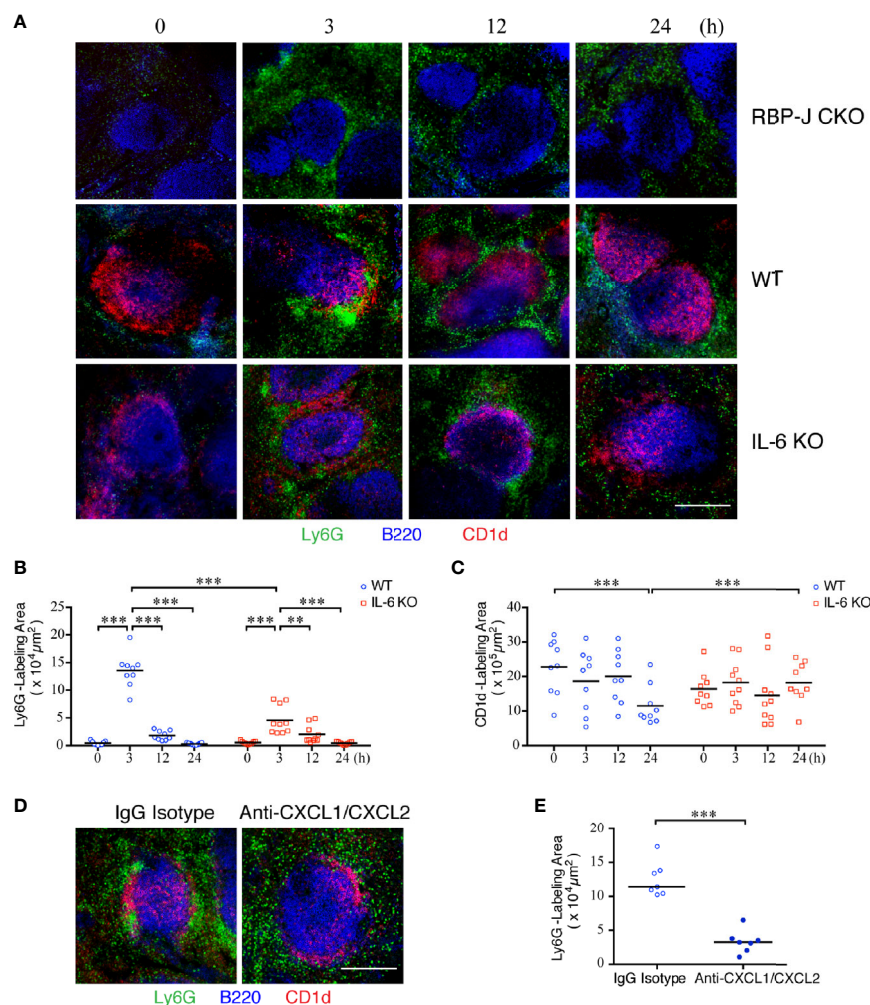 A
0 3 12 24 (h)
RBP-J CKO
WT
IL-6 KO
Ly6G B220 CD1d
B
Ly6G -Labeling Area
( x 10⁴µm²)
25
20
15
10
5
0
*** *** *** *** *** *** **
WT
IL-6 KO
0 3 12 24 0 3 12 24 (h)
C
CD1d -Labeling Area
( x 10⁵µm²)
40
30
20
10
0
*** ***
WT
IL-6 KO
0 3 12 24 0 3 12 24 (h)
D
IgG Isotype Anti-CXCL1/CXCL2
Ly6G B220 CD1d
E
Ly6G -Labeling Area
( x 10⁴µm²)
20
15
10
5
0
***
IgG Isotype Anti-CXCL1/CXCL2